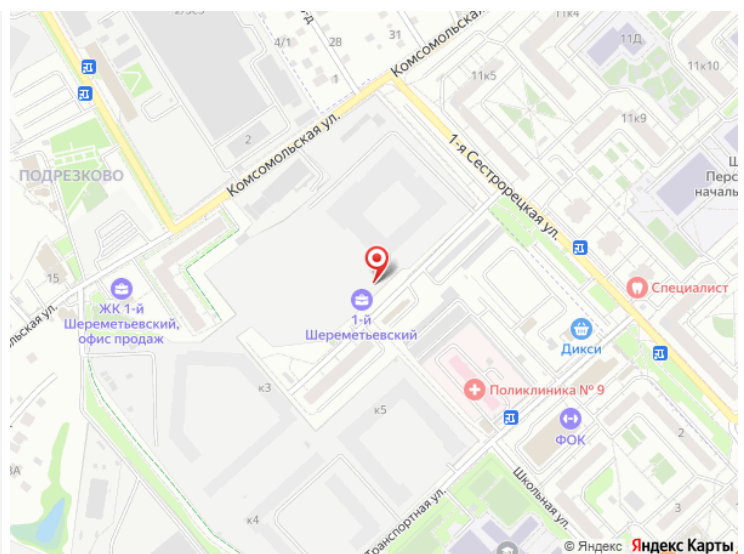 4/1
28
31
1
Комсомольская
11к4
11Д
11к10
11к5
11к9
2
Комсомольская ул.
1-я Сестрорецкая ул.
ПОДРЕЗКОВО
15
ЖК 1-й
Шереметьевский,
офис продаж
1-й
Шереметьевский
Специалист
Дикси
Поликлиника № 9
ФОК
к3
к5
к4
2
3
Школьная ул.
Транспортная ул.
© Яндекс Яндекс Карты